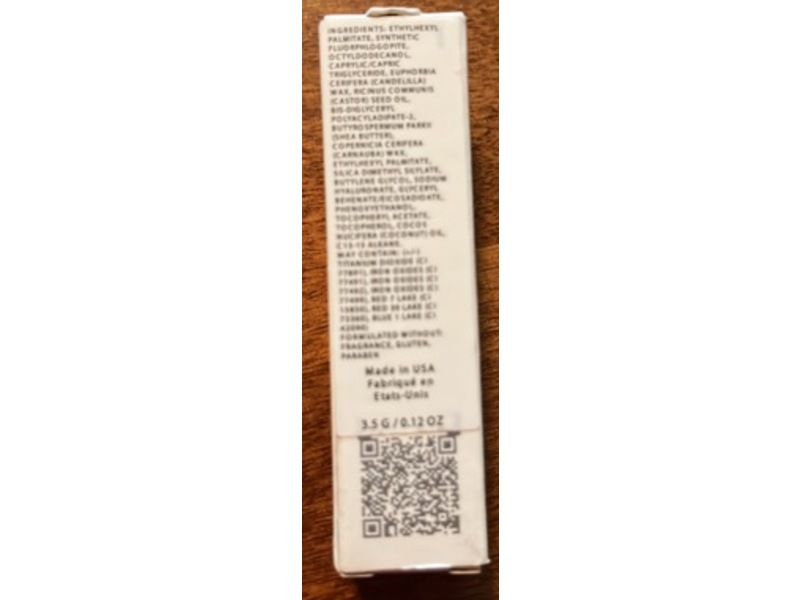 INGREDIENTS: ETHYLHEXYL
PALMITATE, SYNTHETIC
FLUORPHLOGOPITE,
OCTYLDODECANOL,
CAPRYLIC/CAPRIC
TRIGLYCERIDE, EUPHORBIA
CERIFERA (CANDELILLA)
WAX, RICINUS COMMUNIS
(CASTOR) SEED OIL,
BIS-DIGLYCERYL
POLYACYLADIPATE-2,
BUTYROSPERMUM PARKII
(SHEA BUTTER),
COPERNICIA CERIFERA
(CARNAUBA) WAX,
ETHYLHEXYL PALMITATE,
SILICA DIMETHYL SILYLATE,
BUTYLENE GLYCOL, SODIUM
HYALURONATE, GLYCERYL
BEHENATE/EICOSADIOATE,
PHENOXYETHANOL,
TOCOPHERYL ACETATE,
TOCOPHEROL, COCOS
NUCIFERA (COCONUT) OIL,
C13-15 ALKANE.
MAY CONTAIN: (+/-)
TITANIUM DIOXIDE (CI
77891), IRON OXIDES (CI
77491), IRON OXIDES (CI
77492), IRON OXIDES (CI
77499), RED 7 LAKE (CI
15850), RED 30 LAKE (CI
73360), BLUE 1 LAKE (CI
42090)
FORMULATED WITHOUT:
FRAGRANCE, GLUTEN,
PARABEN
Made in USA
Fabriqué en
Etats-Unis
3.5 G / 0.12 OZ